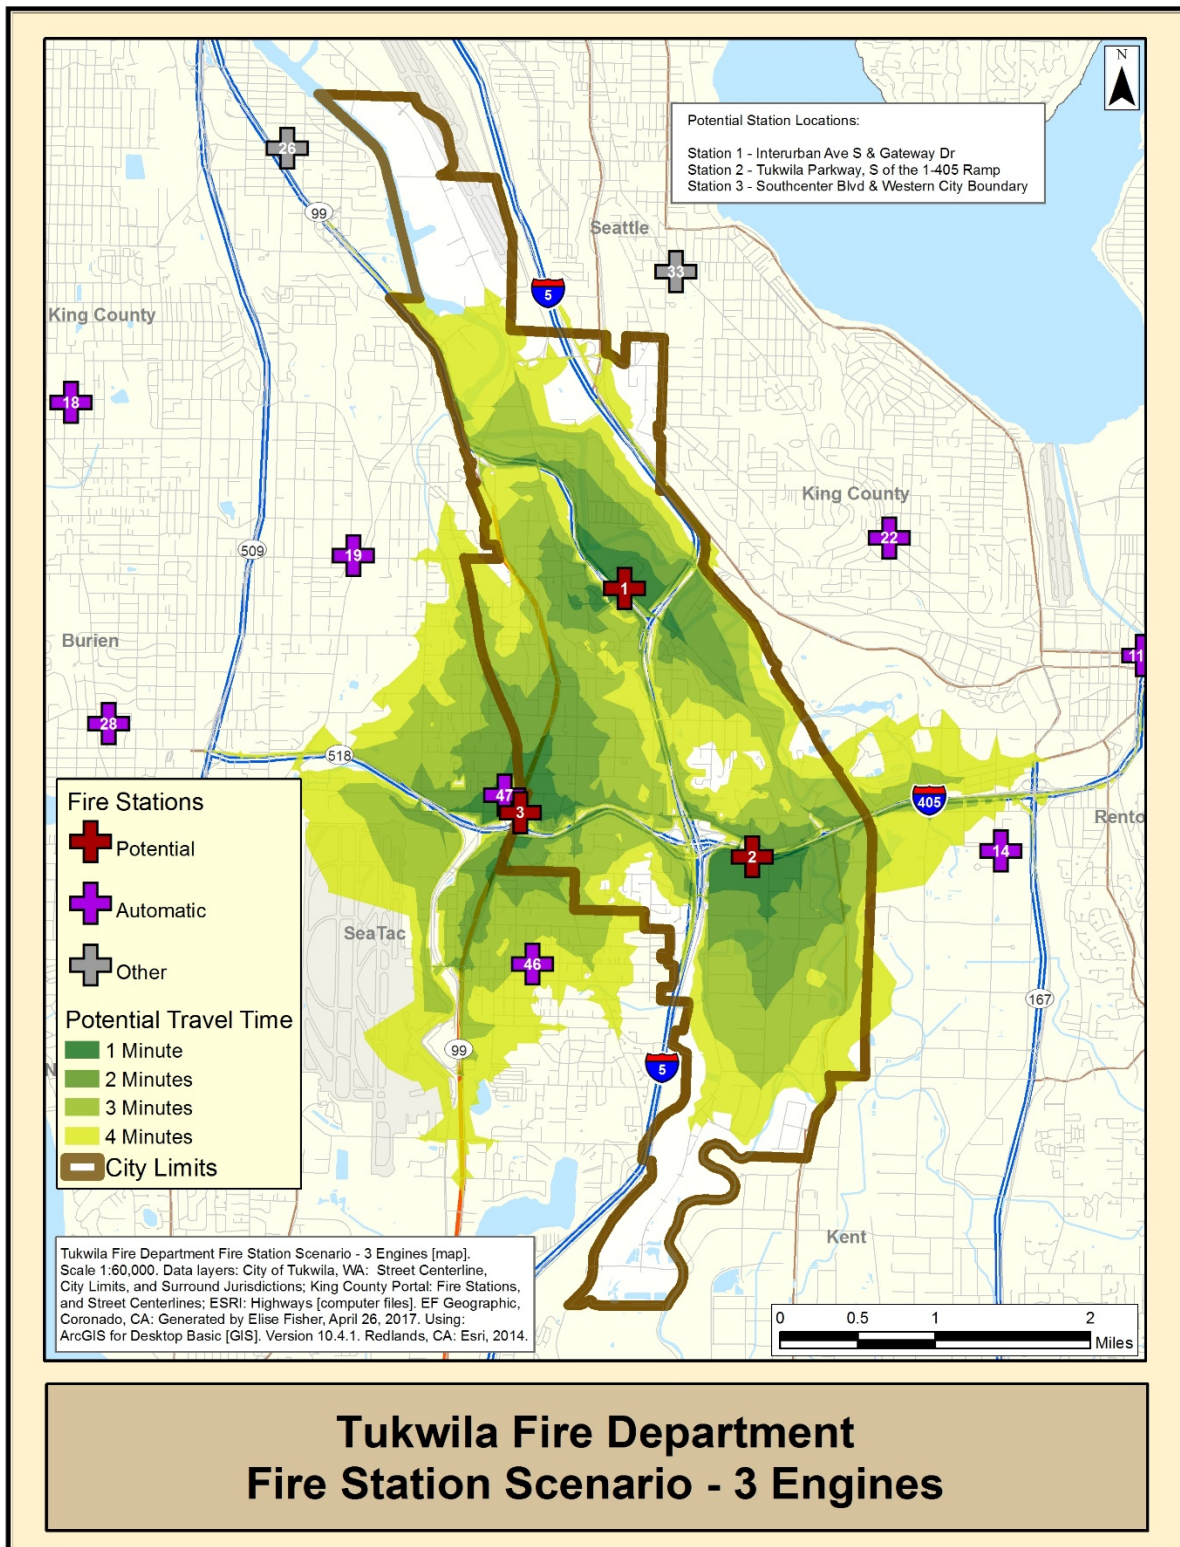 N
Potential Station Locations:
Station 1 - Interurban Ave S & Gateway Dr
Station 2 - Tukwila Parkway, S of the 1-405 Ramp
Station 3 - Southcenter Blvd & Western City Boundary
26
99
Seattle
33
5
King County
18
King County
22
19
509
1
Burien
11
28
518
47
3
405
Rento
2
14
SeaTac
46
167
99
5
Kent
Fire Stations
Potential
Automatic
Other
Potential Travel Time
1 Minute
2 Minutes
3 Minutes
4 Minutes
City Limits
N
Tukwila Fire Department Fire Station Scenario - 3 Engines [map].
Scale 1:60,000. Data layers: City of Tukwila, WA: Street Centerline,
City Limits, and Surround Jurisdictions; King County Portal: Fire Stations,
and Street Centerlines; ESRI: Highways [computer files]. EF Geographic,
Coronado, CA: Generated by Elise Fisher, April 26, 2017. Using:
ArcGIS for Desktop Basic [GIS]. Version 10.4.1. Redlands, CA: Esri, 2014.
0 0.5 1 2
Miles
Tukwila Fire Department
Fire Station Scenario - 3 Engines